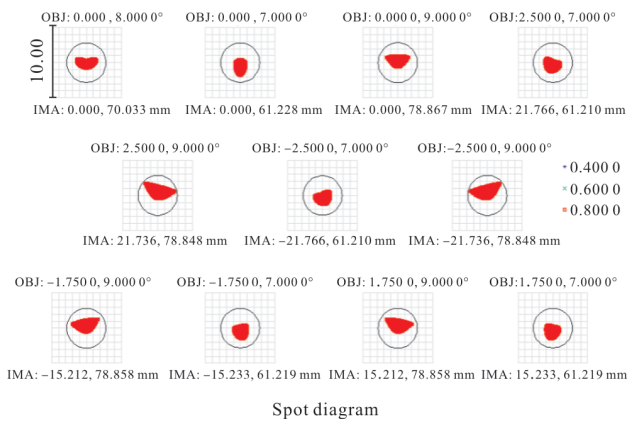 OBJ: 0.000, 8.000 0°
OBJ: 0.000, 7.000 0°
OBJ: 0.000, 9.000 0°
OBJ:2.500 0, 7.000 0°
10.00
IMA: 0.000, 70.033 mm
IMA: 0.000, 61.228 mm
IMA: 0.000, 78.867 mm
IMA: 21.766, 61.210 mm
OBJ: 2.500 0, 9.000 0°
OBJ: −2.500 0, 7.000 0°
OBJ: −2.500 0, 9.000 0°
0.400 0
0.600 0
0.800 0
IMA: 21.736, 78.848 mm
IMA: −21.766, 61.210 mm
IMA: −21.736, 78.848 mm
OBJ: −1.750 0, 9.000 0°
OBJ: −1.750 0, 7.000 0°
OBJ: 1.750 0, 9.000 0°
OBJ:1.750 0, 7.000 0°
IMA: −15.212, 78.858 mm
IMA: −15.233, 61.219 mm
IMA: 15.212, 78.858 mm
IMA: 15.233, 61.219 mm
Spot diagram